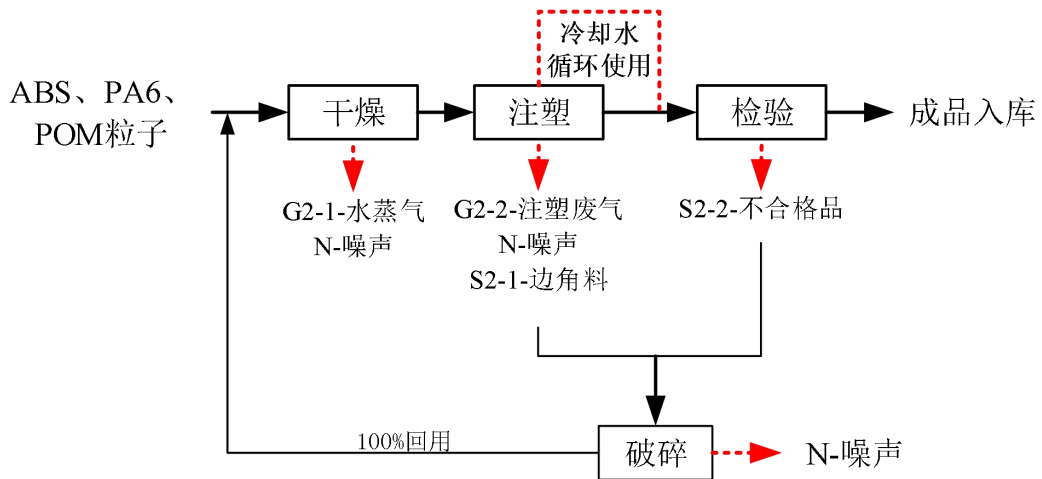 冷却水
循环使用
ABS、PA6、
POM粒子
干燥
注塑
检验
成品入库
G2-1-水蒸气
N-噪声
G2-2-注塑废气
N-噪声
S2-1-边角料
S2-2-不合格品
100%回用
破碎
N-噪声